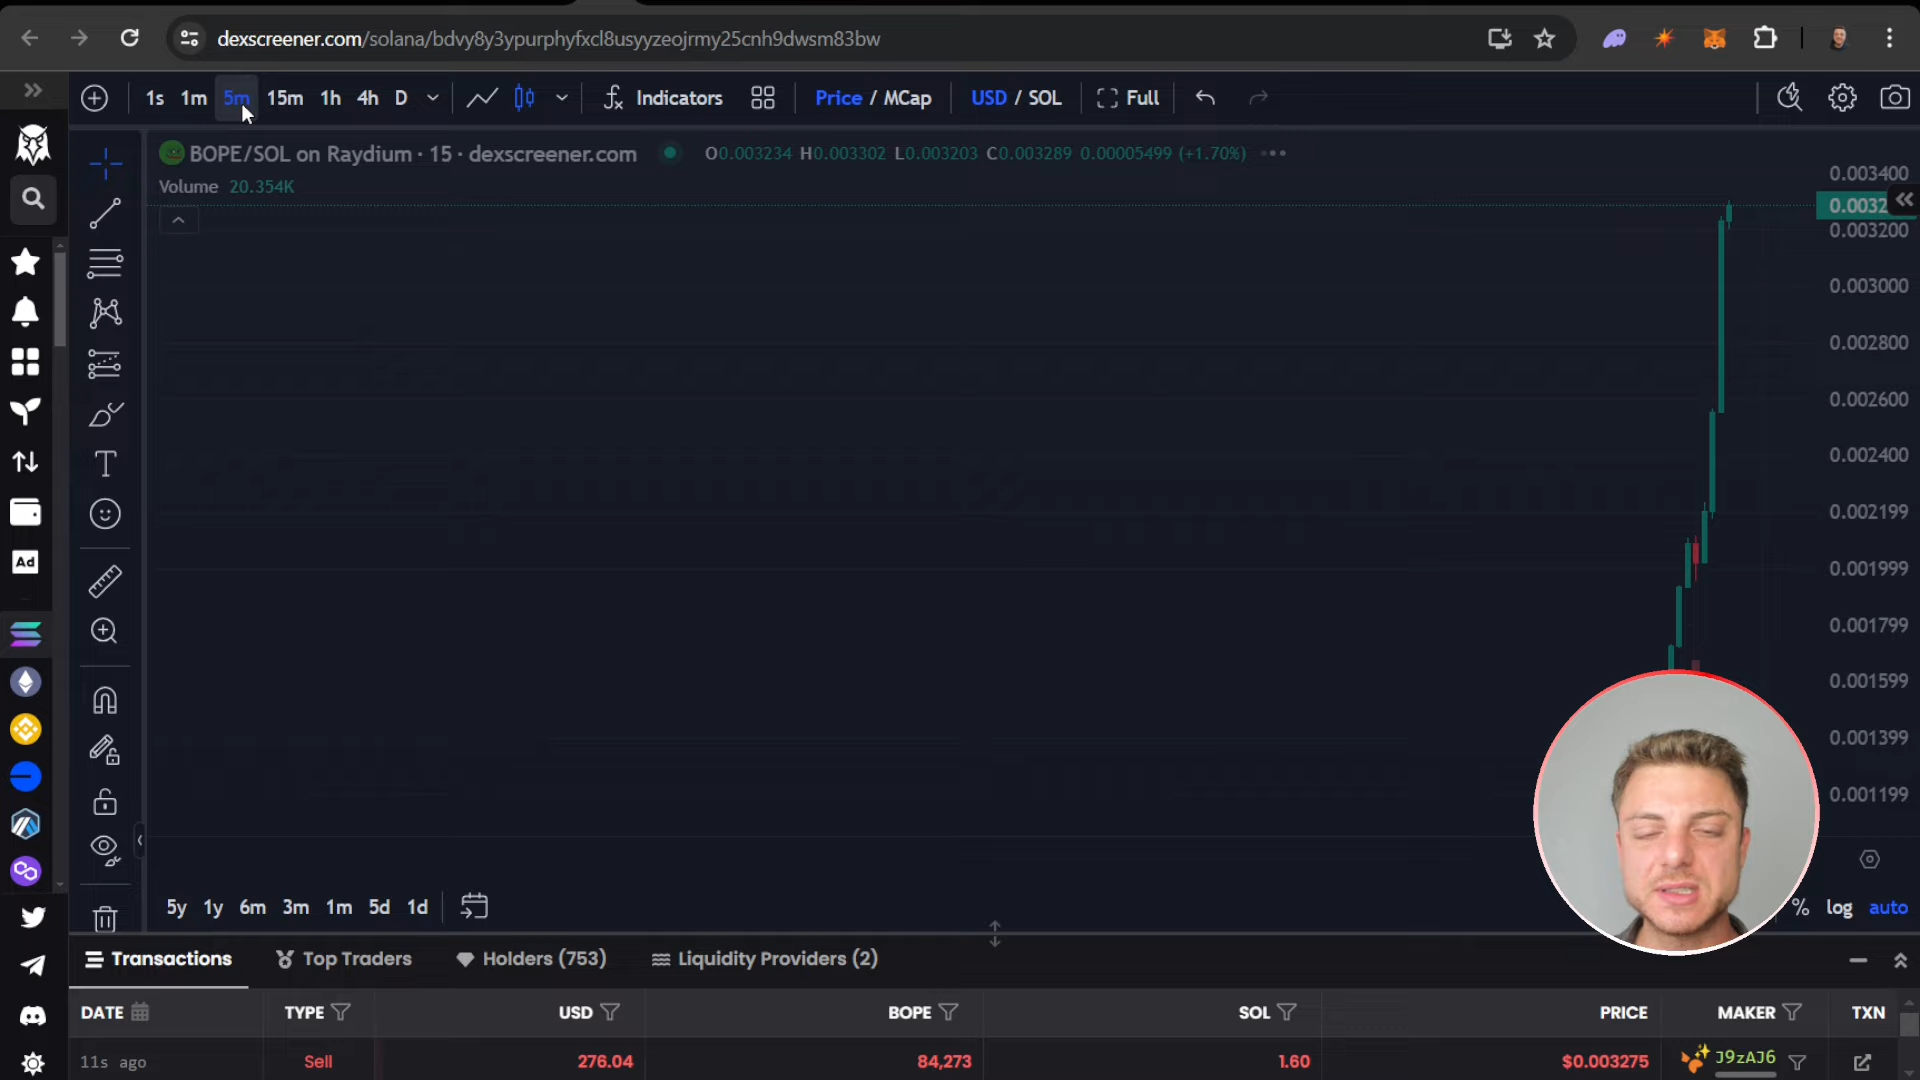 dexscreener.com/solana/bdvy8y3ypurphyfxcl8usyyzeojrmy25cnh9dwsm83bw
1s 1m 5m 15m 1h 4h D Indicators Price / MCap USD / SOL Full
BOPE/SOL on Raydium · 15 · dexscreener.com O0.003234 H0.003302 L0.003203 C0.003289 0.00005499 (+1.70%)
Volume 20.354K
0.003400
0.0032
0.003200
0.003000
0.002800
0.002600
0.002400
0.002199
0.001999
0.001799
0.001599
0.001399
0.001199
Ad
5y 1y 6m 3m 1m 5d 1d
% log auto
Transactions Top Traders Holders (753) Liquidity Providers (2)
DATE TYPE USD BOPE SOL PRICE MAKER TXN
11s ago Sell 276.04 84,273 1.60 $0.003275 J9zAJ6